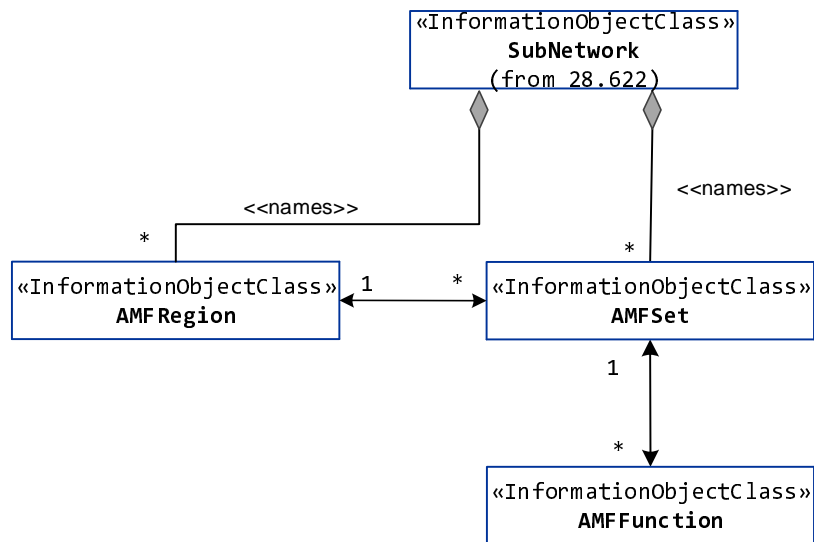 «InformationObjectClass»
SubNetwork
(from 28.622)
<<names>>
<<names>>
*
*
«InformationObjectClass»
AMFRegion
1
*
«InformationObjectClass»
AMFSet
1
*
«InformationObjectClass»
AMFFunction